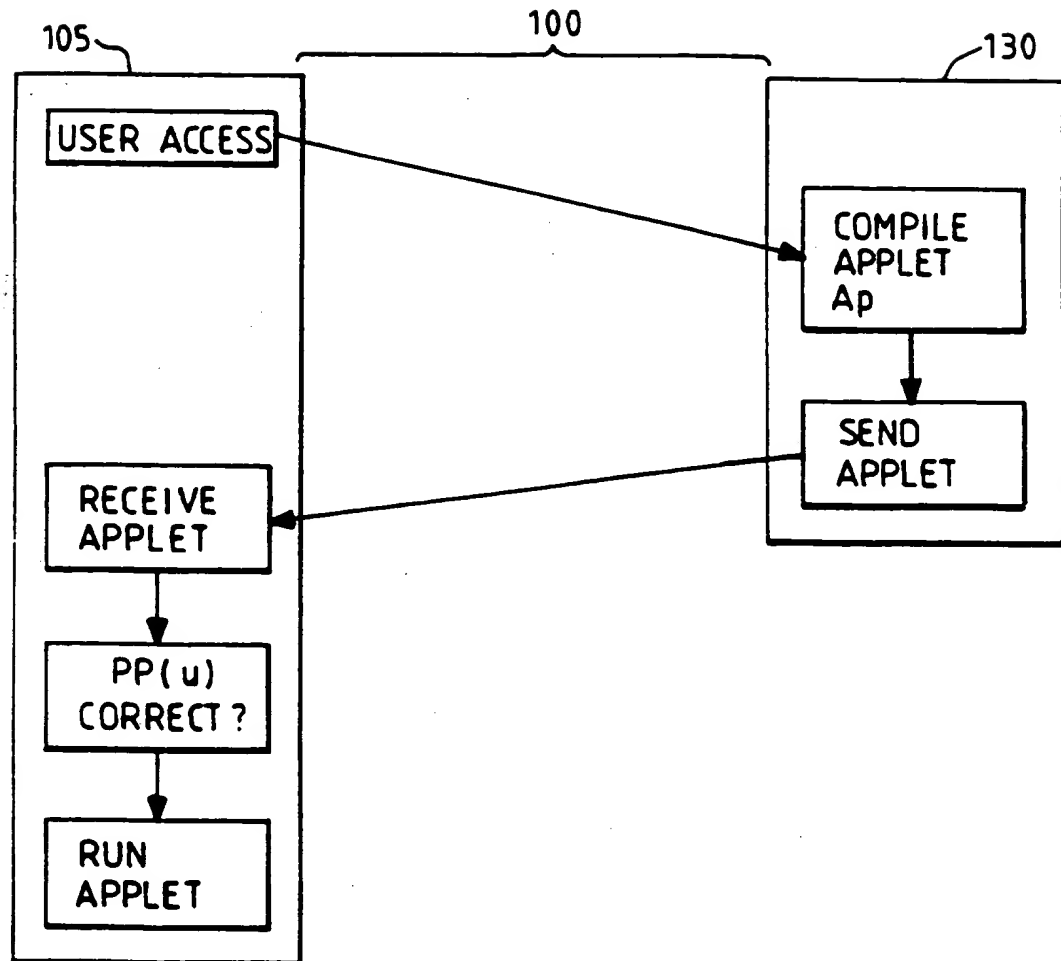 105
100
130
USER ACCESS
COMPILE
APPLET
Ap
SEND
APPLET
RECEIVE
APPLET
PP(u)
CORRECT?
RUN
APPLET